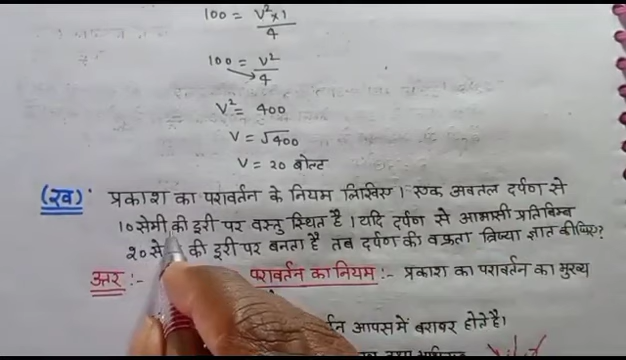 100 = V²×1/4
100 = V²/4
V² = 400
V = √400
V = 20 वोल्ट
(ख) प्रकाश का परावर्तन के नियम लिखिए। एक अवतल दर्पण से
10 सेमी की दुरी पर वस्तु स्थित है। यदि दर्पण से आभासी प्रतिबिम्ब
20 से की दुरी पर बनता है तब दर्पण की वक्रता त्रिज्या ज्ञात कीजिए?
उत्तर :- परावर्तन का नियम :- प्रकाश का परावर्तन का मुख्य
आपस में बराबर होते है।